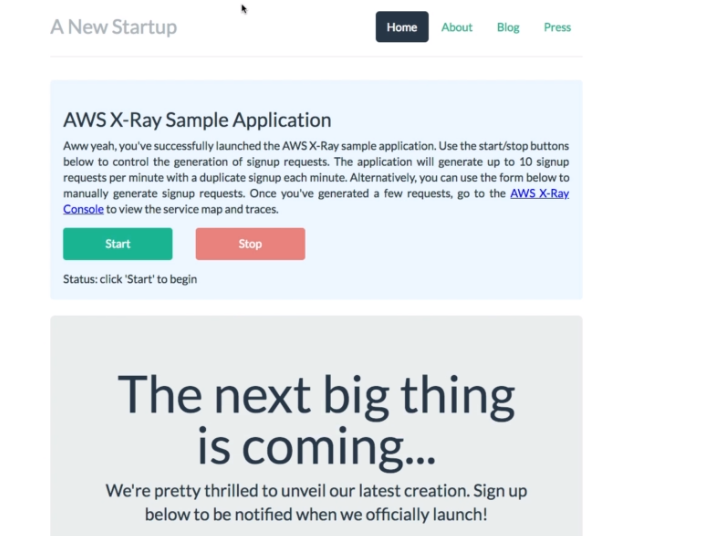 A New Startup
Home About Blog Press
AWS X-Ray Sample Application
Aww yeah, you've successfully launched the AWS X-Ray sample application. Use the start/stop buttons
below to control the generation of signup requests. The application will generate up to 10 signup
requests per minute with a duplicate signup each minute. Alternatively, you can use the form below to
manually generate signup requests. Once you've generated a few requests, go to the AWS X-Ray
Console to view the service map and traces.
Start Stop
Status: click 'Start' to begin
The next big thing
is coming...
We're pretty thrilled to unveil our latest creation. Sign up
below to be notified when we officially launch!